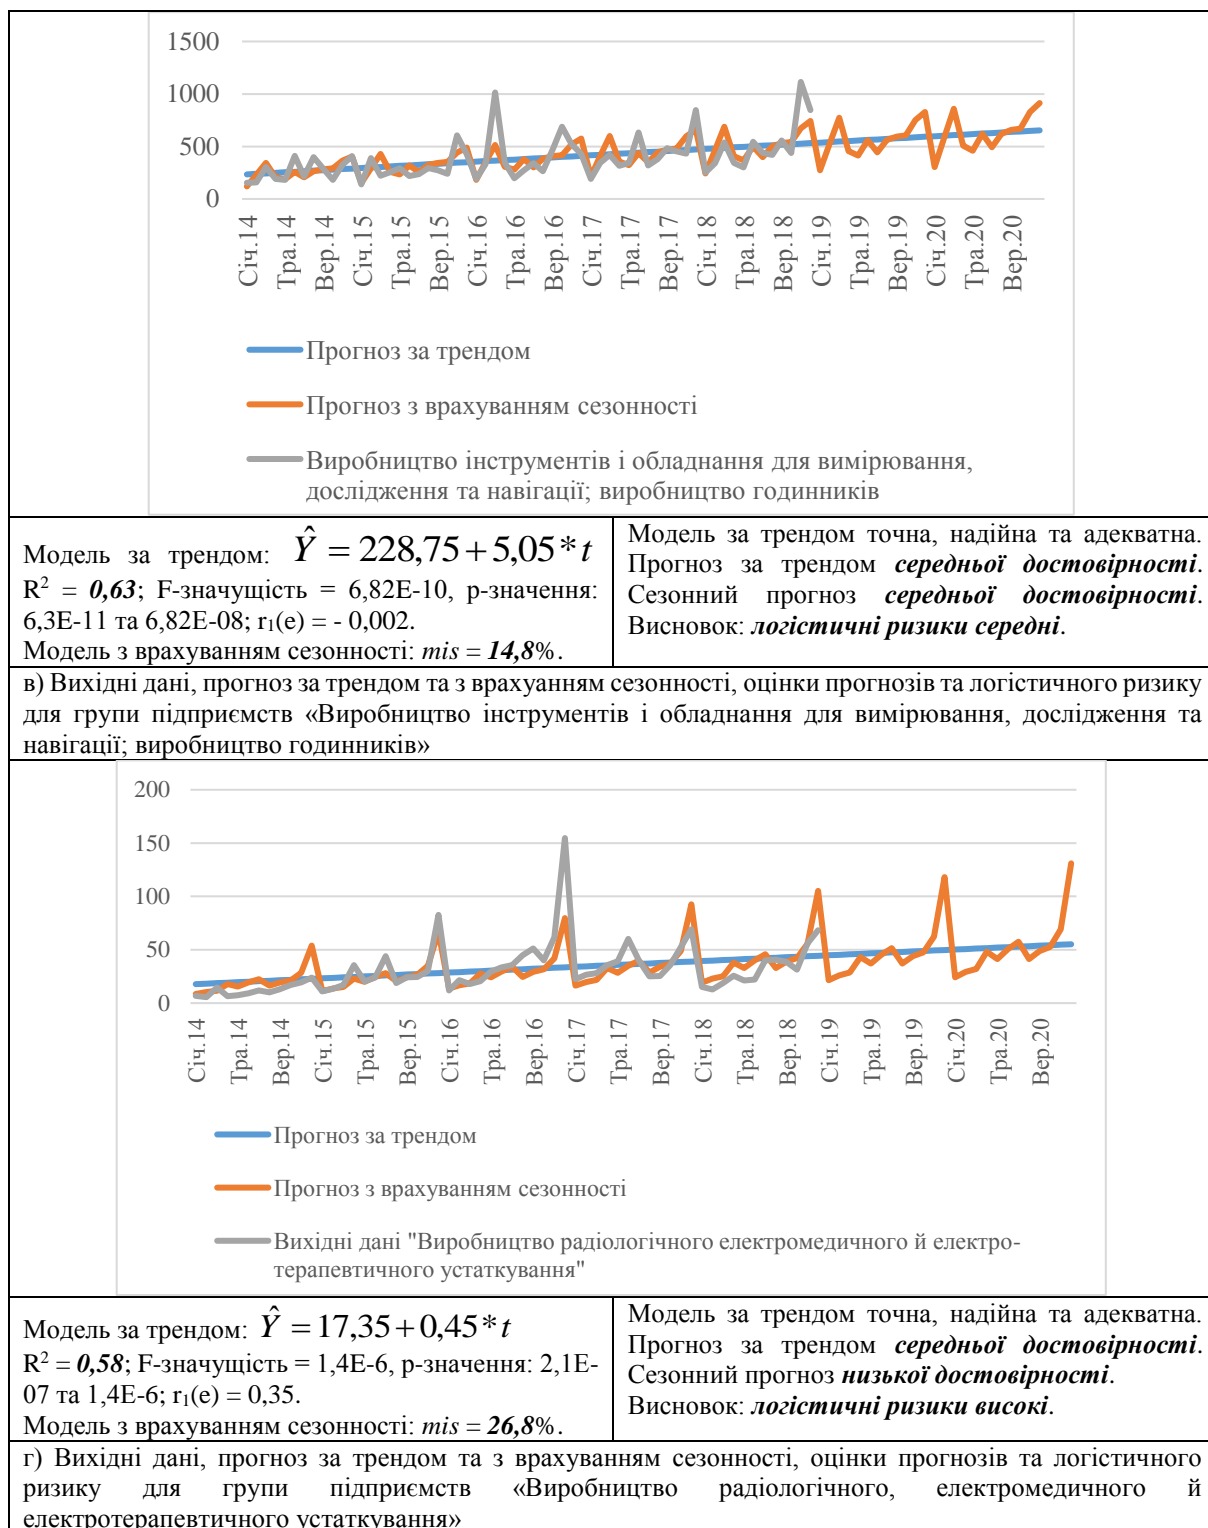 1500
1000
500
0
Січ.14
Тра.14
Вер.14
Січ.15
Тра.15
Вер.15
Січ.16
Тра.16
Вер.16
Січ.17
Тра.17
Вер.17
Січ.18
Тра.18
Вер.18
Січ.19
Тра.19
Вер.19
Січ.20
Тра.20
Вер.20
Прогноз за трендом
Прогноз з врахуванням сезонності
Виробництво інструментів і обладнання для вимірювання,
дослідження та навігації; виробництво годинників
Модель за трендом: Ŷ = 228,75 + 5,05 * t
R² = 0,63; F-значущість = 6,82E-10, p-значення:
6,3E-11 та 6,82E-08; r₁(e) = - 0,002.
Модель з врахуванням сезонності: mis = 14,8%.
Модель за трендом точна, надійна та адекватна.
Прогноз за трендом середньої достовірності.
Сезонний прогноз середньої достовірності.
Висновок: логістичні ризики середні.
в) Вихідні дані, прогноз за трендом та з врахуанням сезонності, оцінки прогнозів та логістичного ризику
для групи підприємств «Виробництво інструментів і обладнання для вимірювання, дослідження та
навігації; виробництво годинників»
200
150
100
50
0
Січ.14
Тра.14
Вер.14
Січ.15
Тра.15
Вер.15
Січ.16
Тра.16
Вер.16
Січ.17
Тра.17
Вер.17
Січ.18
Тра.18
Вер.18
Січ.19
Тра.19
Вер.19
Січ.20
Тра.20
Вер.20
Прогноз за трендом
Прогноз з врахуванням сезонності
Вихідні дані "Виробництво радіологічного електромедичного й електро-
терапевтичного устаткування"
Модель за трендом: Ŷ = 17,35 + 0,45 * t
R² = 0,58; F-значущість = 1,4E-6, p-значення: 2,1E-
07 та 1,4E-6; r₁(e) = 0,35.
Модель з врахуванням сезонності: mis = 26,8%.
Модель за трендом точна, надійна та адекватна.
Прогноз за трендом середньої достовірності.
Сезонний прогноз низької достовірності.
Висновок: логістичні ризики високі.
г) Вихідні дані, прогноз за трендом та з врахуванням сезонності, оцінки прогнозів та логістичного
ризику для групи підприємств «Виробництво радіологічного, електромедичного й
електротерапевтичного устаткування»